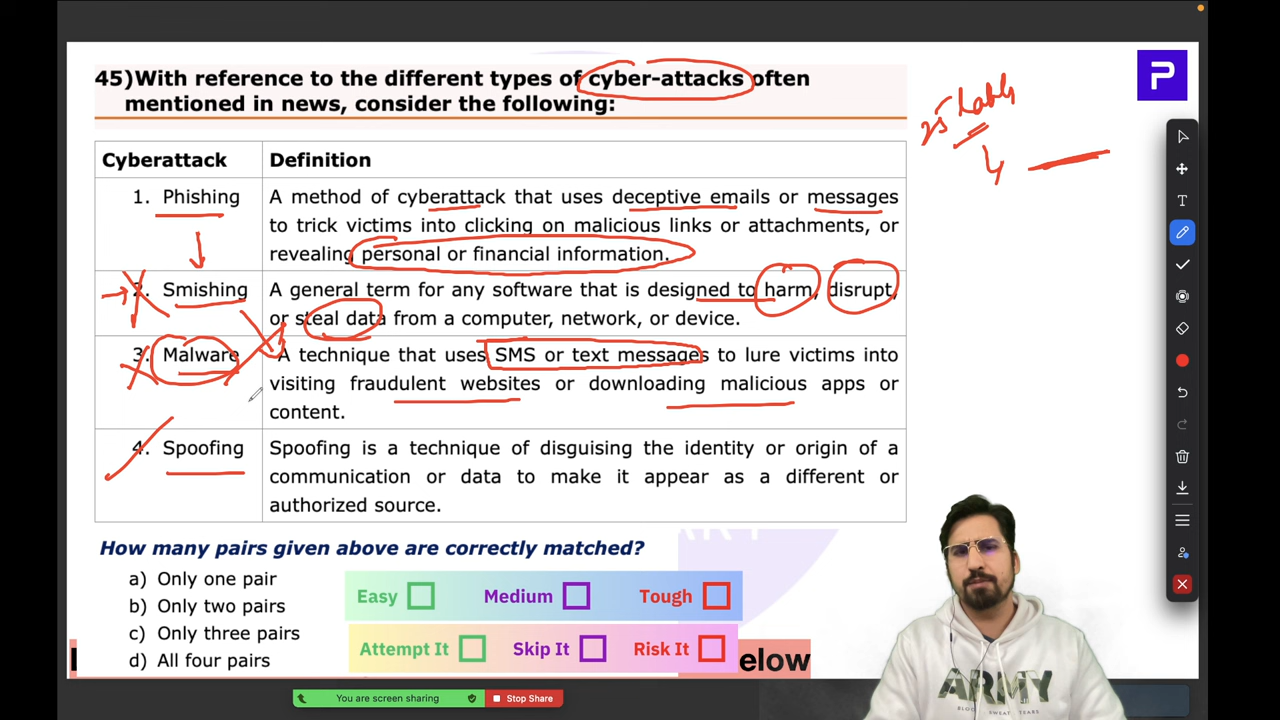 45)With reference to the different types of cyber-attacks often
mentioned in news, consider the following:
P
Cyberattack Definition
1. Phishing A method of cyberattack that uses deceptive emails or messages
to trick victims into clicking on malicious links or attachments, or
revealing personal or financial information.
2. Smishing A general term for any software that is designed to harm, disrupt,
or steal data from a computer, network, or device.
3. Malware A technique that uses SMS or text messages to lure victims into
visiting fraudulent websites or downloading malicious apps or
content.
4. Spoofing Spoofing is a technique of disguising the identity or origin of a
communication or data to make it appear as a different or
authorized source.
How many pairs given above are correctly matched?
a) Only one pair
b) Only two pairs
c) Only three pairs
d) All four pairs
Easy Medium Tough
Attempt It Skip It Risk It
elow
You are screen sharing Stop Share
ARMY